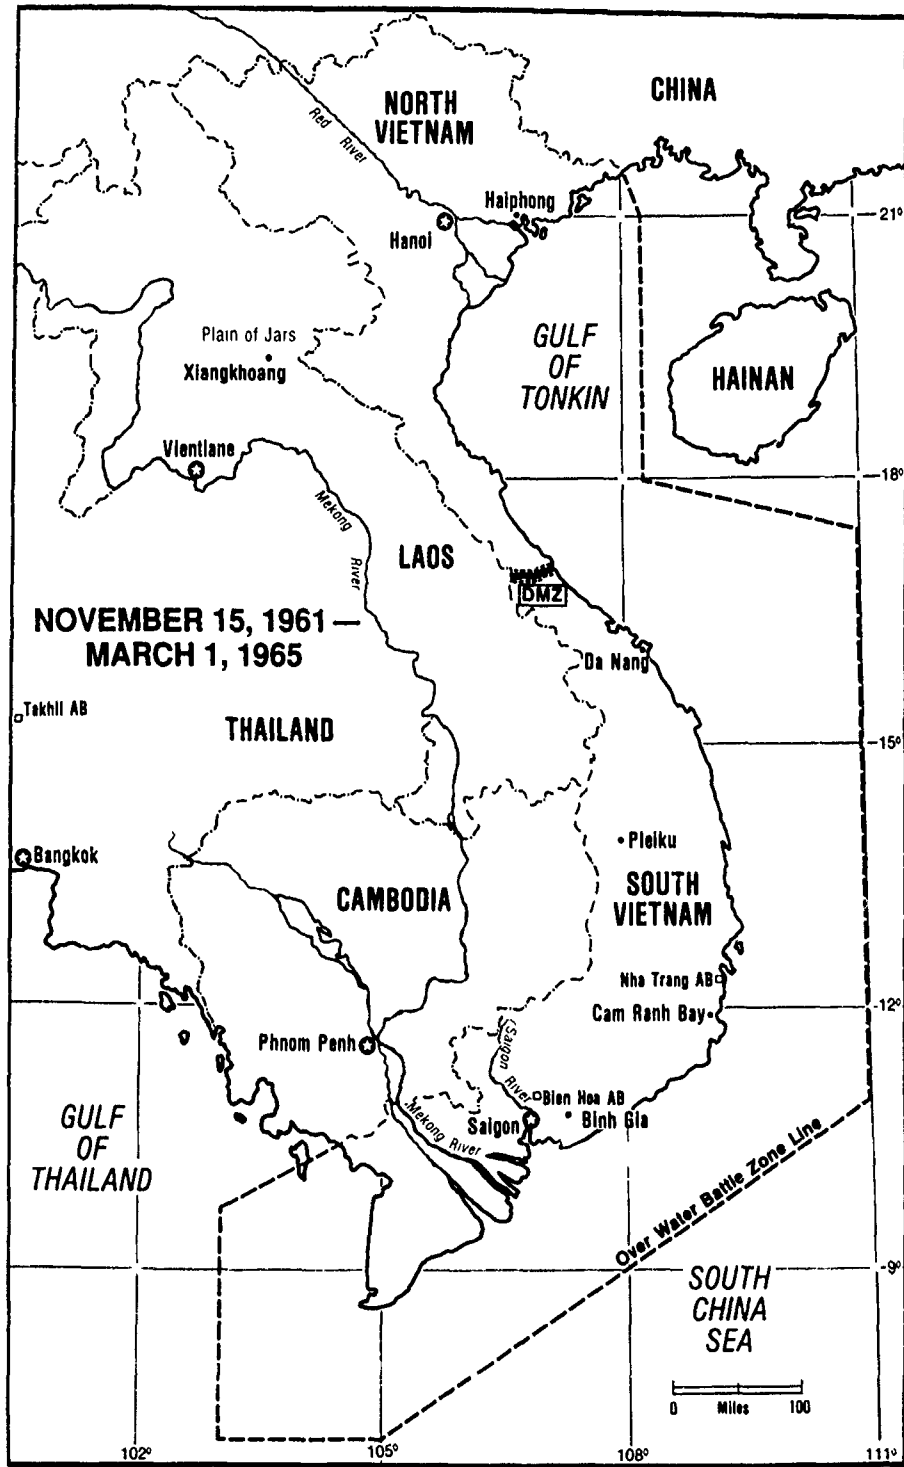 CHINA
NORTH
VIETNAM
Red River
Haiphong
Hanoi
21°
Plain of Jars
Xiangkhoang
GULF
OF
TONKIN
HAINAN
Vientiane
18°
Mekong River
LAOS
DMZ
NOVEMBER 15, 1961 —
MARCH 1, 1965
Da Nang
Takhli AB
THAILAND
15°
Pleiku
Bangkok
CAMBODIA
SOUTH
VIETNAM
Nha Trang AB
12°
Cam Ranh Bay
Phnom Penh
Saigon River
Bien Hoa AB
Binh Gia
Saigon
Mekong River
GULF
OF
THAILAND
Over Water Battle Zone Line
9°
SOUTH
CHINA
SEA
0 Miles 100
102° 105° 108° 111°